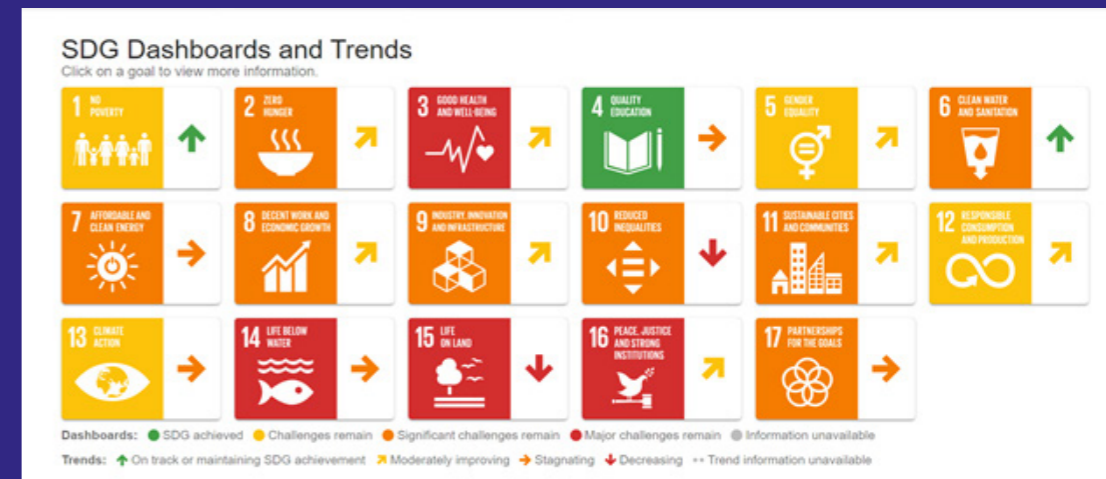 SDG Dashboards and Trends
Click on a goal to view more information.
1 NO
POVERTY
2 ZERO
HUNGER
3 GOOD HEALTH
AND WELL-BEING
4 QUALITY
EDUCATION
5 GENDER
EQUALITY
6 CLEAN WATER
AND SANITATION
7 AFFORDABLE AND
CLEAN ENERGY
8 DECENT WORK AND
ECONOMIC GROWTH
9 INDUSTRY, INNOVATION
AND INFRASTRUCTURE
10 REDUCED
INEQUALITIES
11 SUSTAINABLE CITIES
AND COMMUNITIES
12 RESPONSIBLE
CONSUMPTION
AND PRODUCTION
13 CLIMATE
ACTION
14 LIFE BELOW
WATER
15 LIFE
ON LAND
16 PEACE, JUSTICE
AND STRONG
INSTITUTIONS
17 PARTNERSHIPS
FOR THE GOALS
Dashboards: SDG achieved Challenges remain Significant challenges remain Major challenges remain Information unavailable
Trends: On track or maintaining SDG achievement Moderately improving Stagnating Decreasing Trend information unavailable